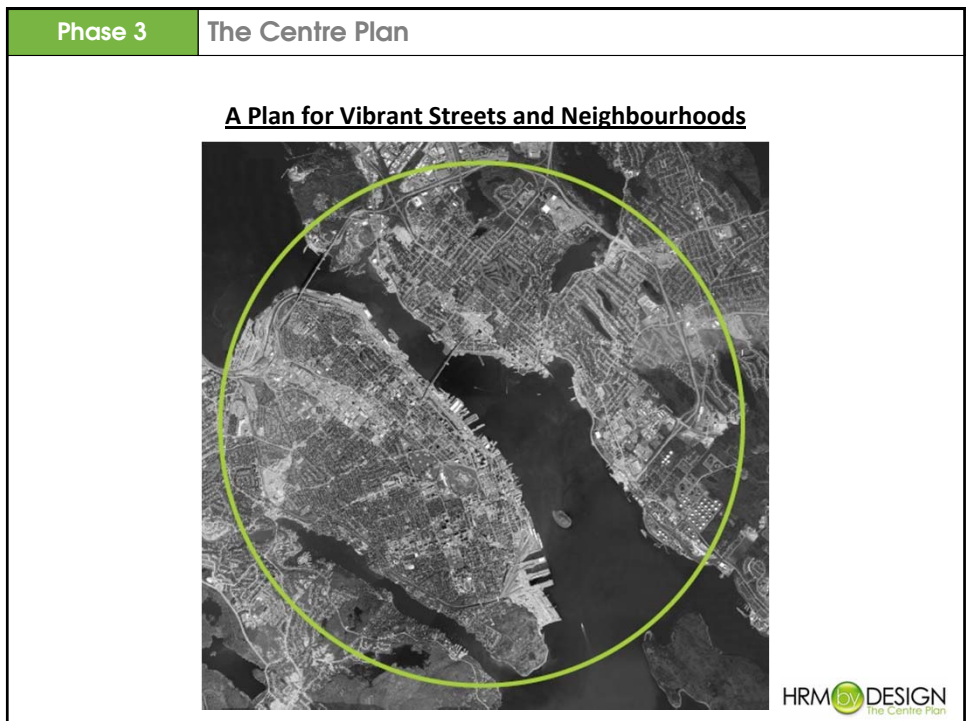 Phase 3
The Centre Plan
A Plan for Vibrant Streets and Neighbourhoods
HRM by DESIGN
The Centre Plan